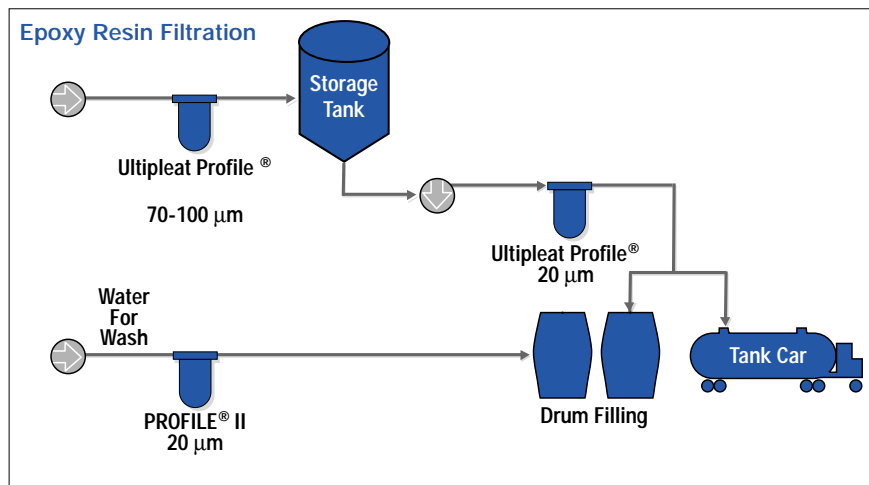 Epoxy Resin Filtration
Storage
Tank
Ultipleat Profile ®
70-100 μm
Ultipleat Profile®
20 μm
Water
For
Wash
PROFILE® II
20 μm
Drum Filling
Tank Car